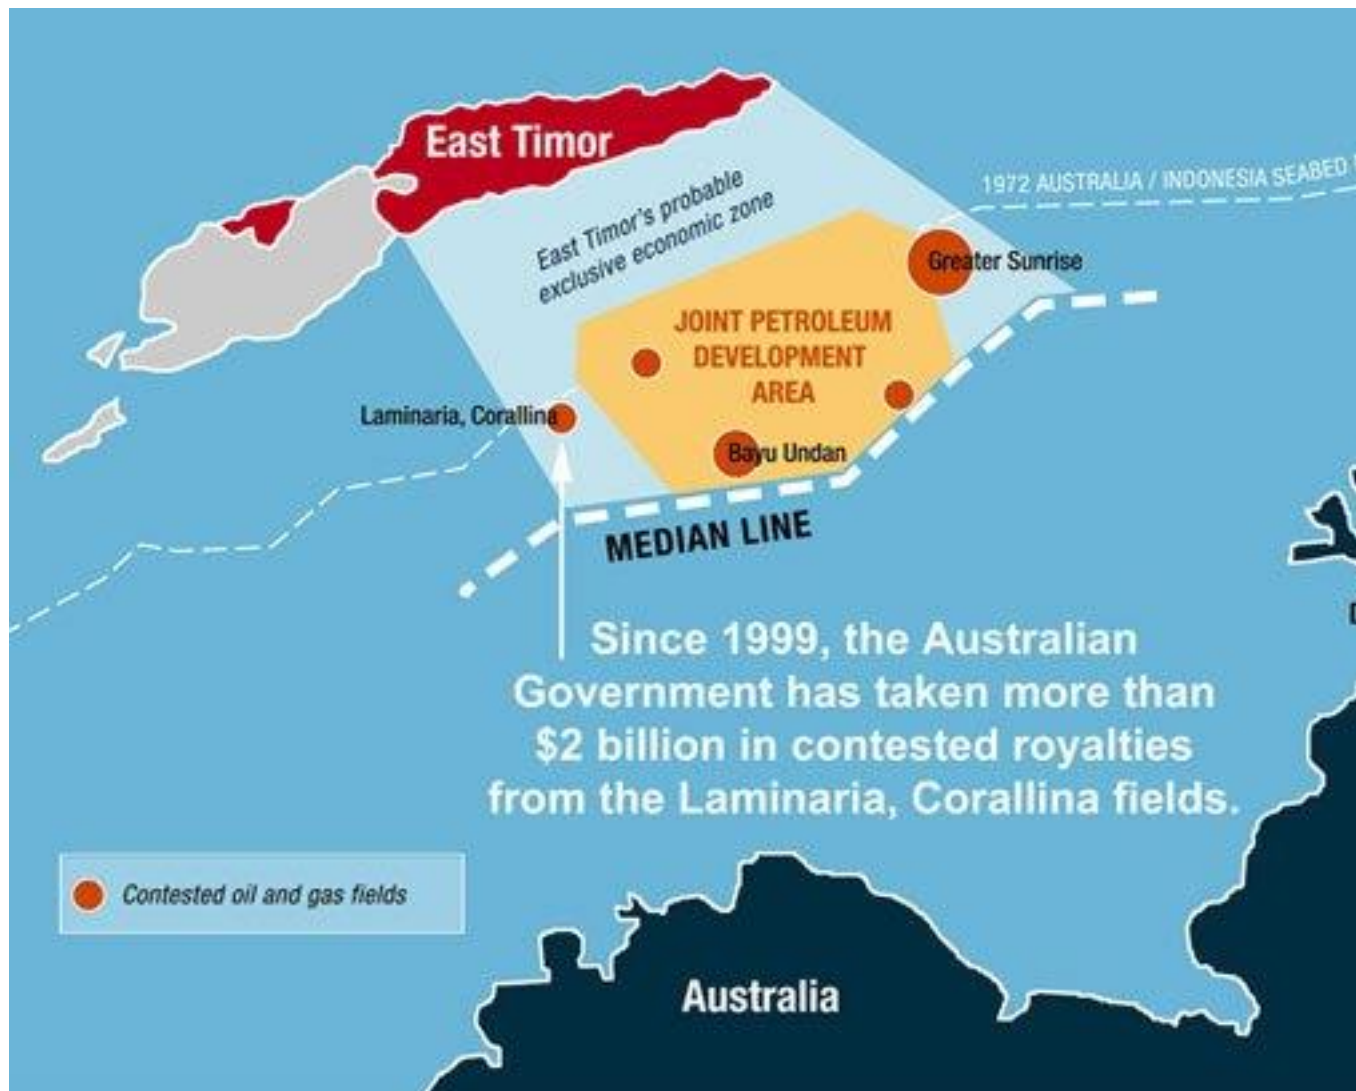 East Timor
East Timor's probable
exclusive economic zone
1972 AUSTRALIA / INDONESIA SEABED
Greater Sunrise
JOINT PETROLEUM
DEVELOPMENT
AREA
Laminaria, Corallina
Bayu Undan
MEDIAN LINE
Since 1999, the Australian
Government has taken more than
$2 billion in contested royalties
from the Laminaria, Corallina fields.
Contested oil and gas fields
Australia